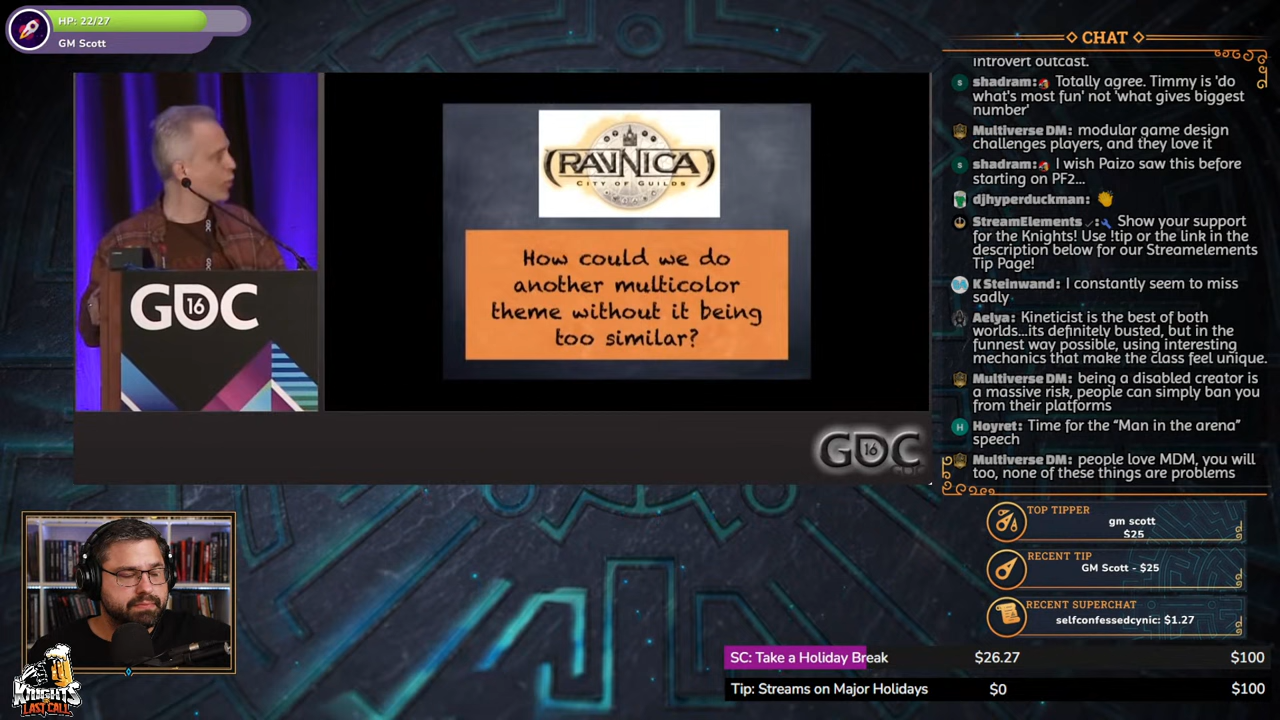 HP: 22/27
GM Scott
GDC
16
RAVNICA
CITY OF GUILDS
How could we do
another multicolor
theme without it being
too similar?
GDC
16
CHAT
introvert outcast.
shadram: Totally agree. Timmy is 'do
what's most fun' not 'what gives biggest
number'
Multiverse DM: modular game design
challenges players, and they love it
shadram: I wish Paizo saw this before
starting on PF2...
djhyperduckman: 👏
StreamElements ✓: Show your support
for the Knights! Use !tip or the link in the
description below for our Streamelements
Tip Page!
K Steinwand: I constantly seem to miss
sadly
Aelya: Kineticist is the best of both
worlds...its definitely busted, but in the
funnest way possible, using interesting
mechanics that make the class feel unique.
Multiverse DM: being a disabled creator is
a massive risk, people can simply ban you
from their platforms
Hoyret: Time for the “Man in the arena”
speech
Multiverse DM: people love MDM, you will
too, none of these things are problems
TOP TIPPER
gm scott
$25
RECENT TIP
GM Scott - $25
RECENT SUPERCHAT
selfconfessedcynic: $1.27
SC: Take a Holiday Break $26.27 $100
Tip: Streams on Major Holidays $0 $100
KNIGHTS
LAST CALL